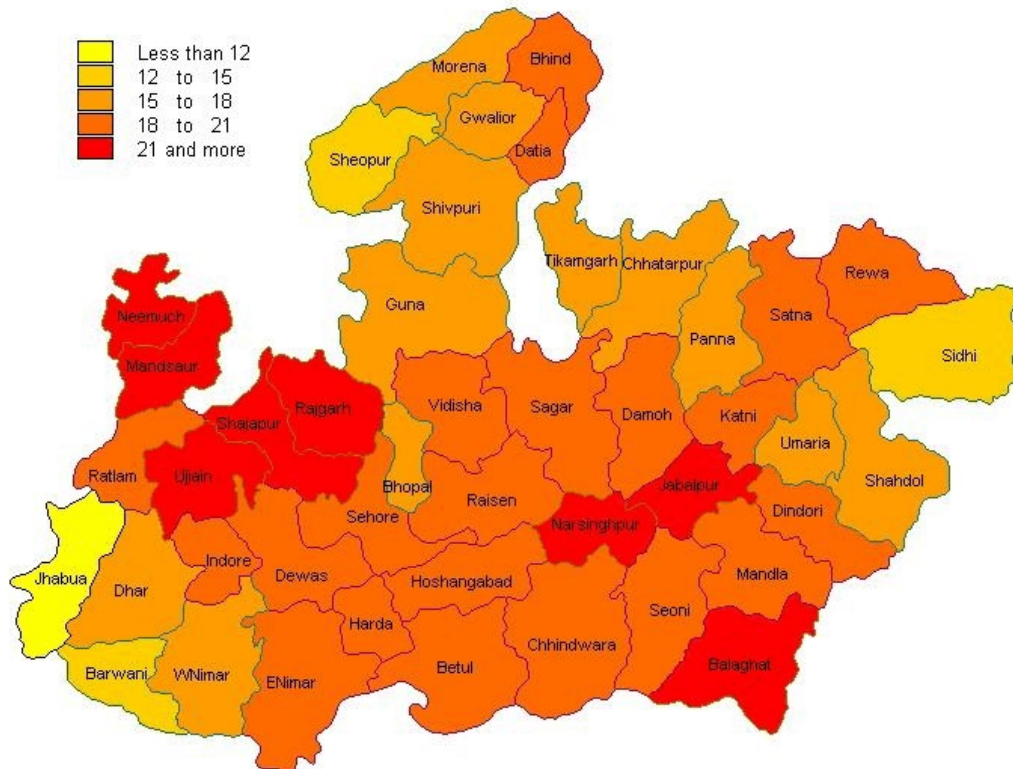 Less than 12
12 to 15
15 to 18
18 to 21
21 and more
Morena
Bhind
Gwalior
Datia
Sheopur
Shivpuri
Tikamgarh
Chhatarpur
Rewa
Guna
Neemuch
Satna
Panna
Sidhi
Mandsaur
Rajgarh
Vidisha
Sagar
Damoh
Katni
Shajapur
Umaria
Ratlam
Ujjain
Bhopal
Jabalpur
Shahdol
Raisen
Sehore
Narsinghpur
Dindori
Indore
Jhabua
Dewas
Hoshangabad
Mandla
Dhar
Seoni
Harda
Chhindwara
Barwani
WNimar
ENimar
Betul
Balaghat